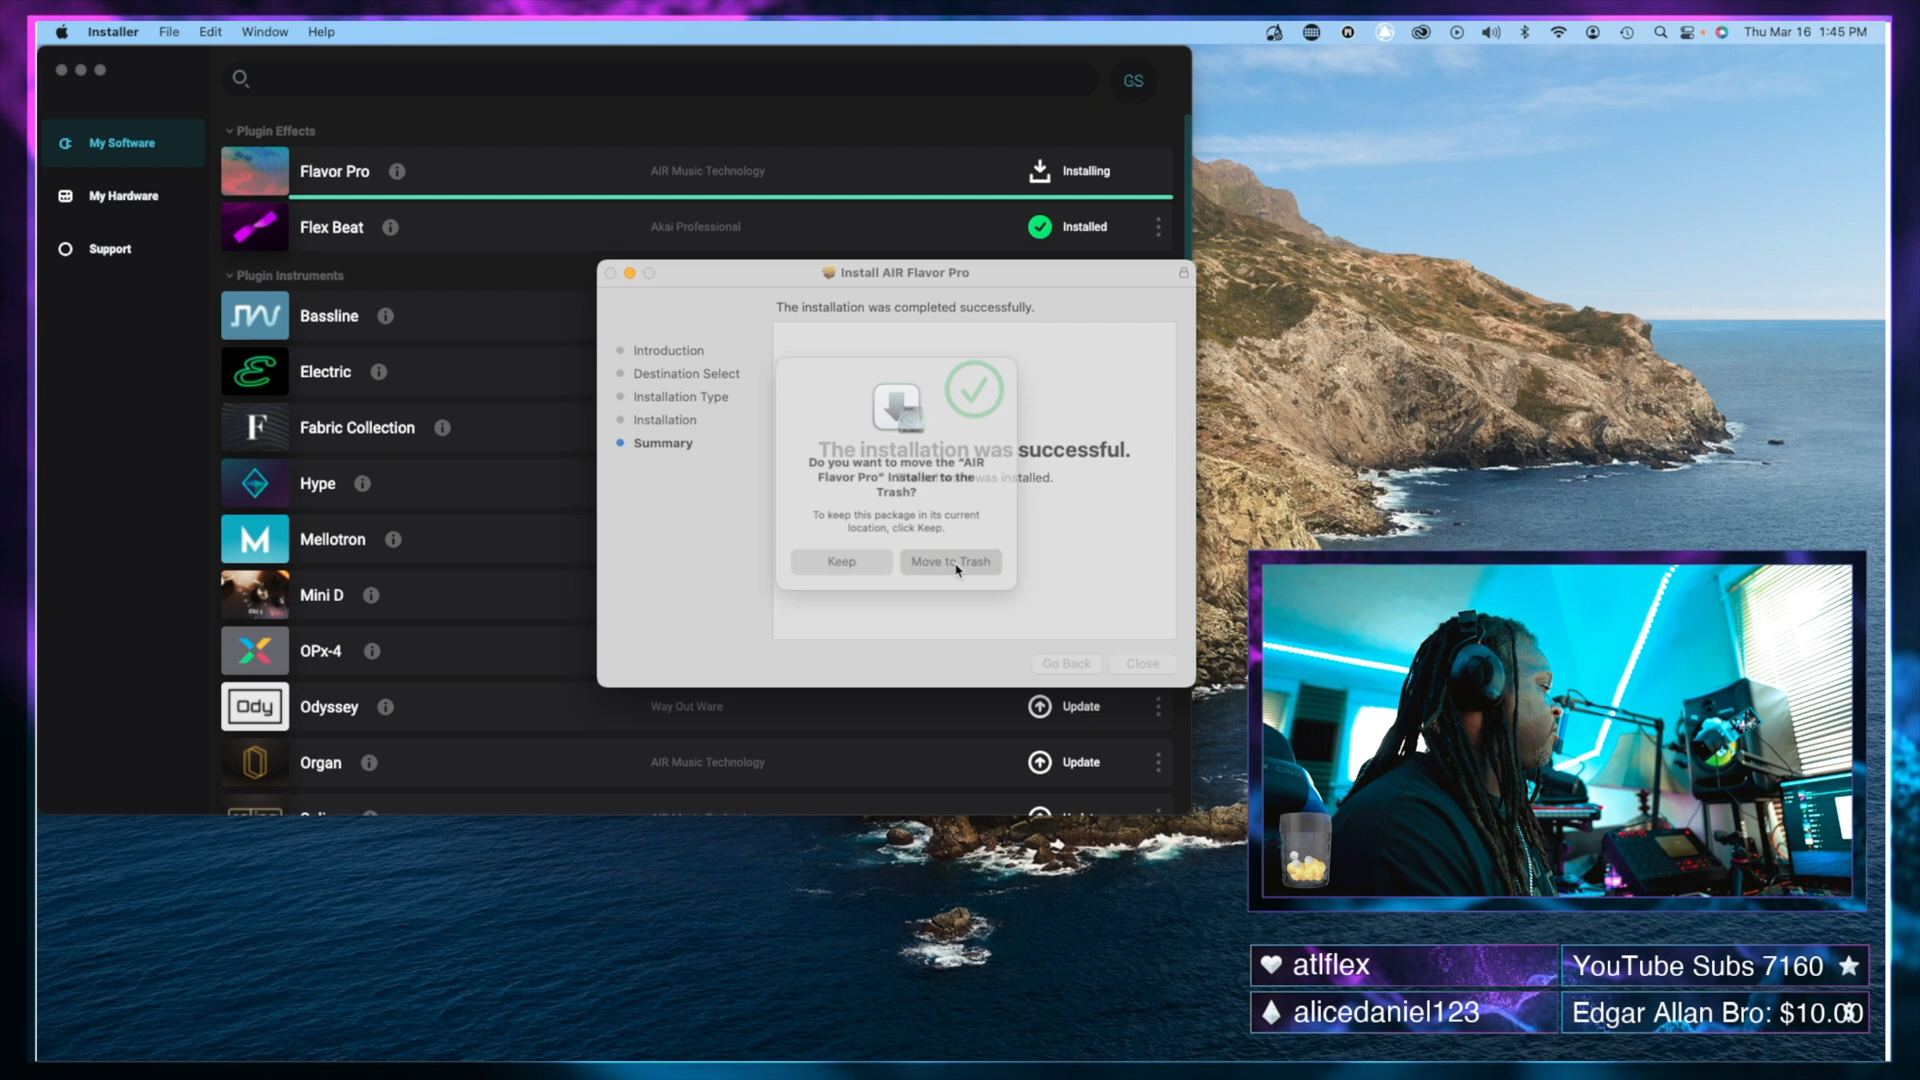 Installer File Edit Window Help
Thu Mar 16 1:45 PM
GS
My Software
My Hardware
Support
Plugin Effects
Flavor Pro
AIR Music Technology
Installing
Flex Beat
Akai Professional
Installed
Plugin Instruments
Bassline
Electric
F
Fabric Collection
Hype
M
Mellotron
Mini D
OPx-4
Ody
Odyssey
Way Out Ware
Update
Organ
AIR Music Technology
Update
Install AIR Flavor Pro
The installation was completed successfully.
Introduction
Destination Select
Installation Type
Installation
Summary
The installation was successful.
was installed.
Do you want to move the “AIR
Flavor Pro” Installer to the
Trash?
To keep this package in its current
location, click Keep.
Keep
Move to Trash
Go Back
Close
atlflex
YouTube Subs 7160
alicedaniel123
Edgar Allan Bro: $10.00